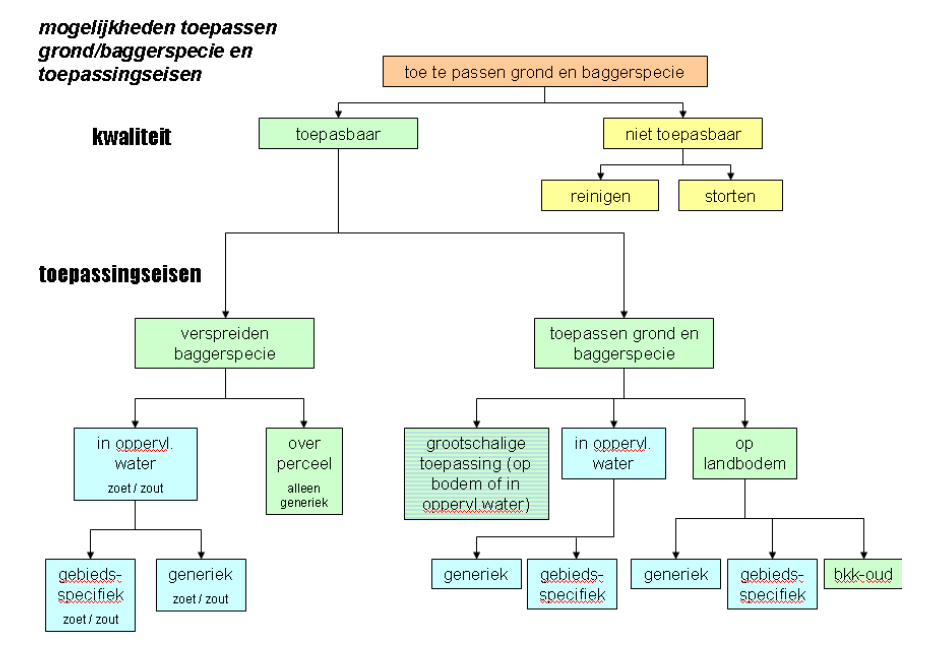 mogelijkheden toepassen
grond/baggerspecie en
toepassingseisen
toe te passen grond en baggerspecie
kwaliteit
toepasbaar
niet toepasbaar
reinigen
storten
toepassingseisen
verspreiden
baggerspecie
toepassen grond en
baggerspecie
in oppervl.
water
zoet / zout
over
perceel
alleen
generiek
grootschalige
toepassing (op
bodem of in
oppervl.water)
in oppervl.
water
op
landbodem
gebieds-
specifiek
zoet / zout
generiek
zoet / zout
generiek
gebieds-
specifiek
generiek
gebieds-
specifiek
bkk-oud